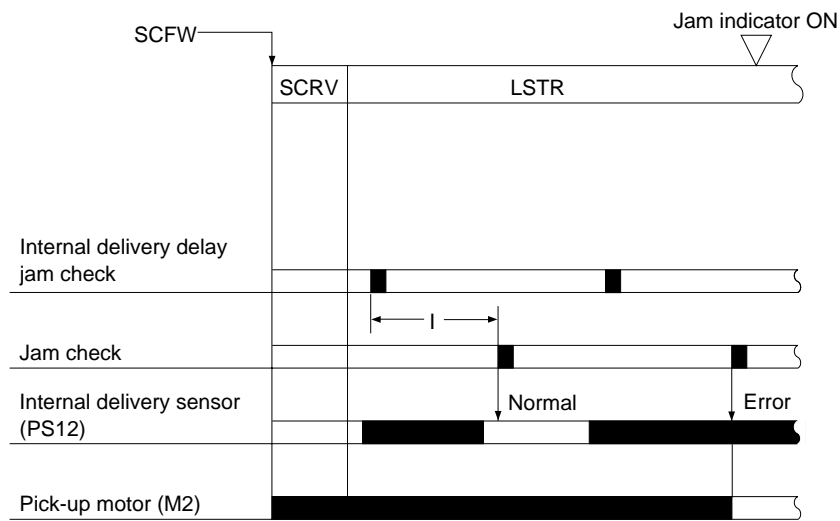 Jam indicator ON
SCFW
SCRV
LSTR
Internal delivery delay
jam check
I
Jam check
Internal delivery sensor
(PS12)
Normal
Error
Pick-up motor (M2)